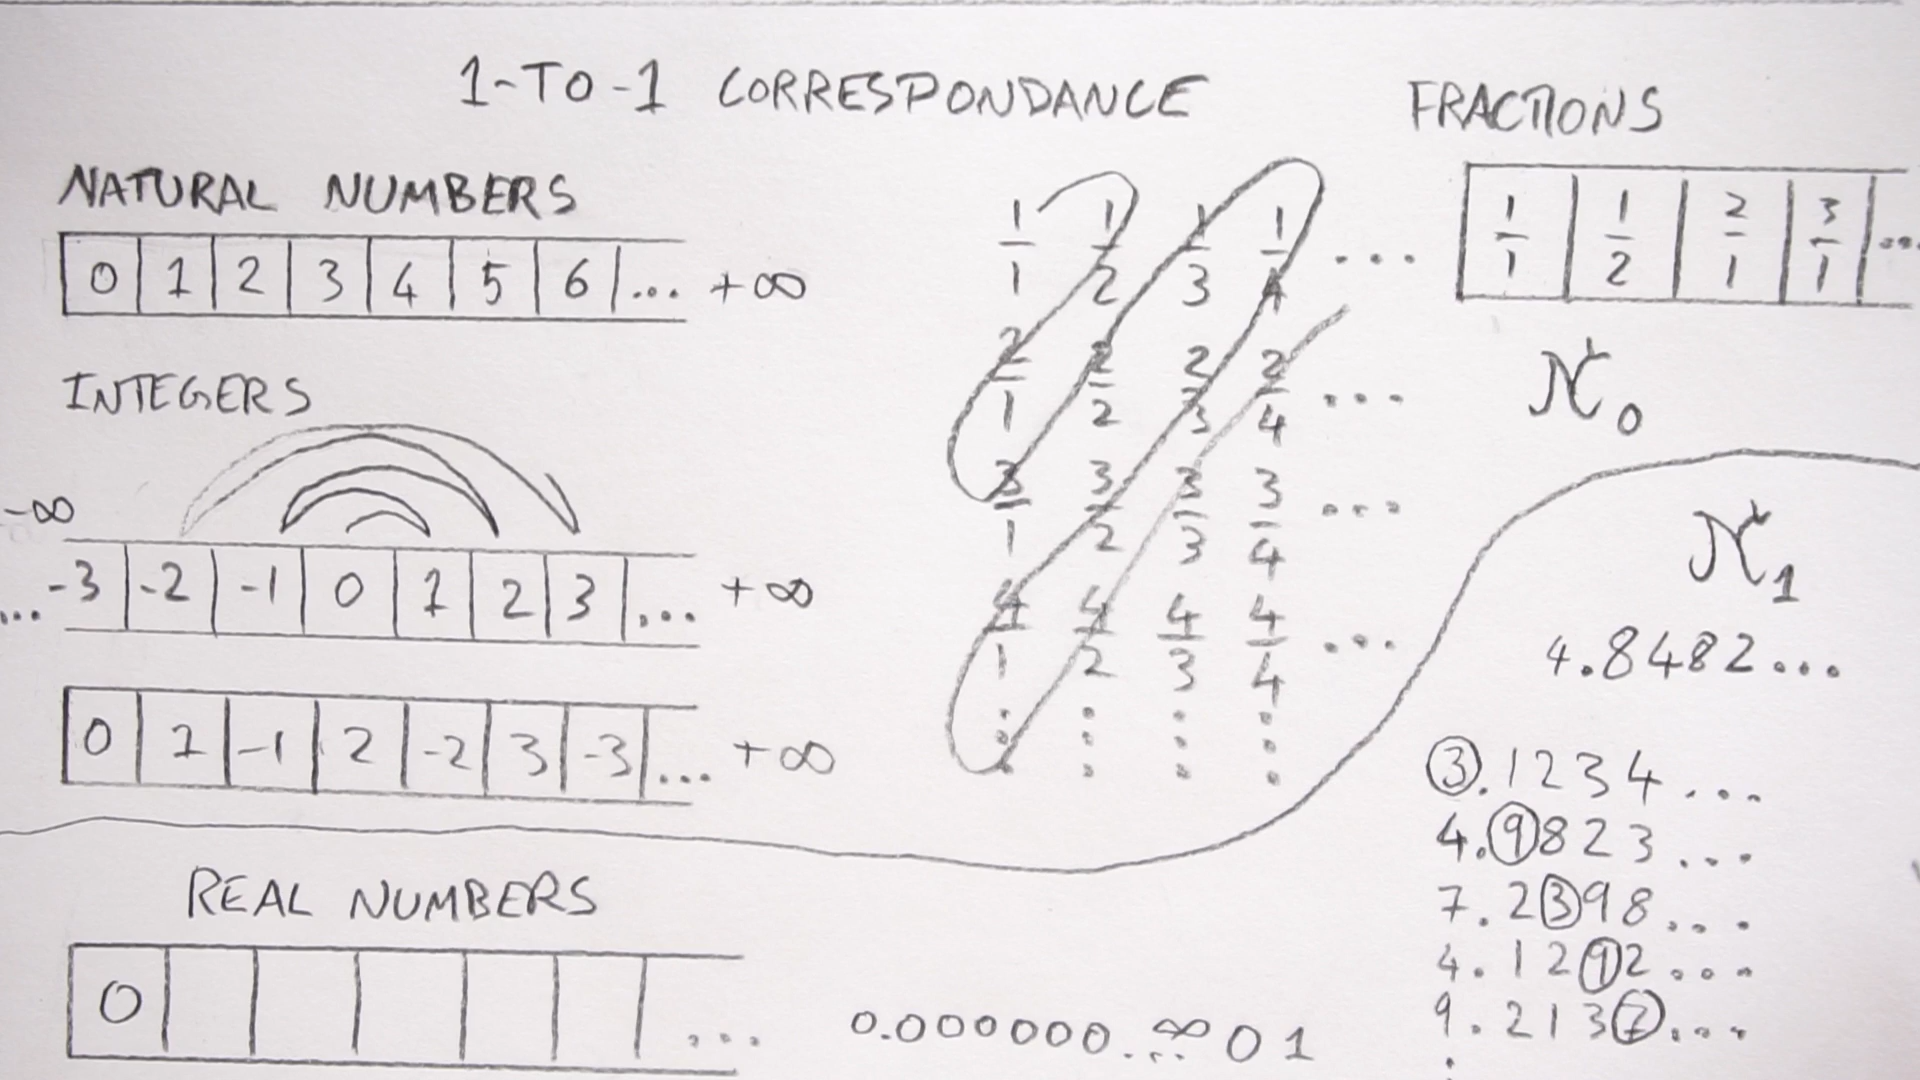 1-TO-1 CORRESPONDANCE
NATURAL NUMBERS
0 1 2 3 4 5 6 ... +∞
INTEGERS
-∞
... -3 -2 -1 0 1 2 3 ... +∞
0 1 -1 2 -2 3 -3 ... +∞
1/1 1/2 1/3 1/4 ...
2/1 2/2 2/3 2/4 ...
3/1 3/2 3/3 3/4 ...
4/1 4/2 4/3 4/4 ...
FRACTIONS
1/1 1/2 2/1 3/1 ...
ℵ0
ℵ1
4.8482...
3.1234...
4.9823...
7.2398...
4.1292...
9.2137...
REAL NUMBERS
0 ...
0.000000...∞01